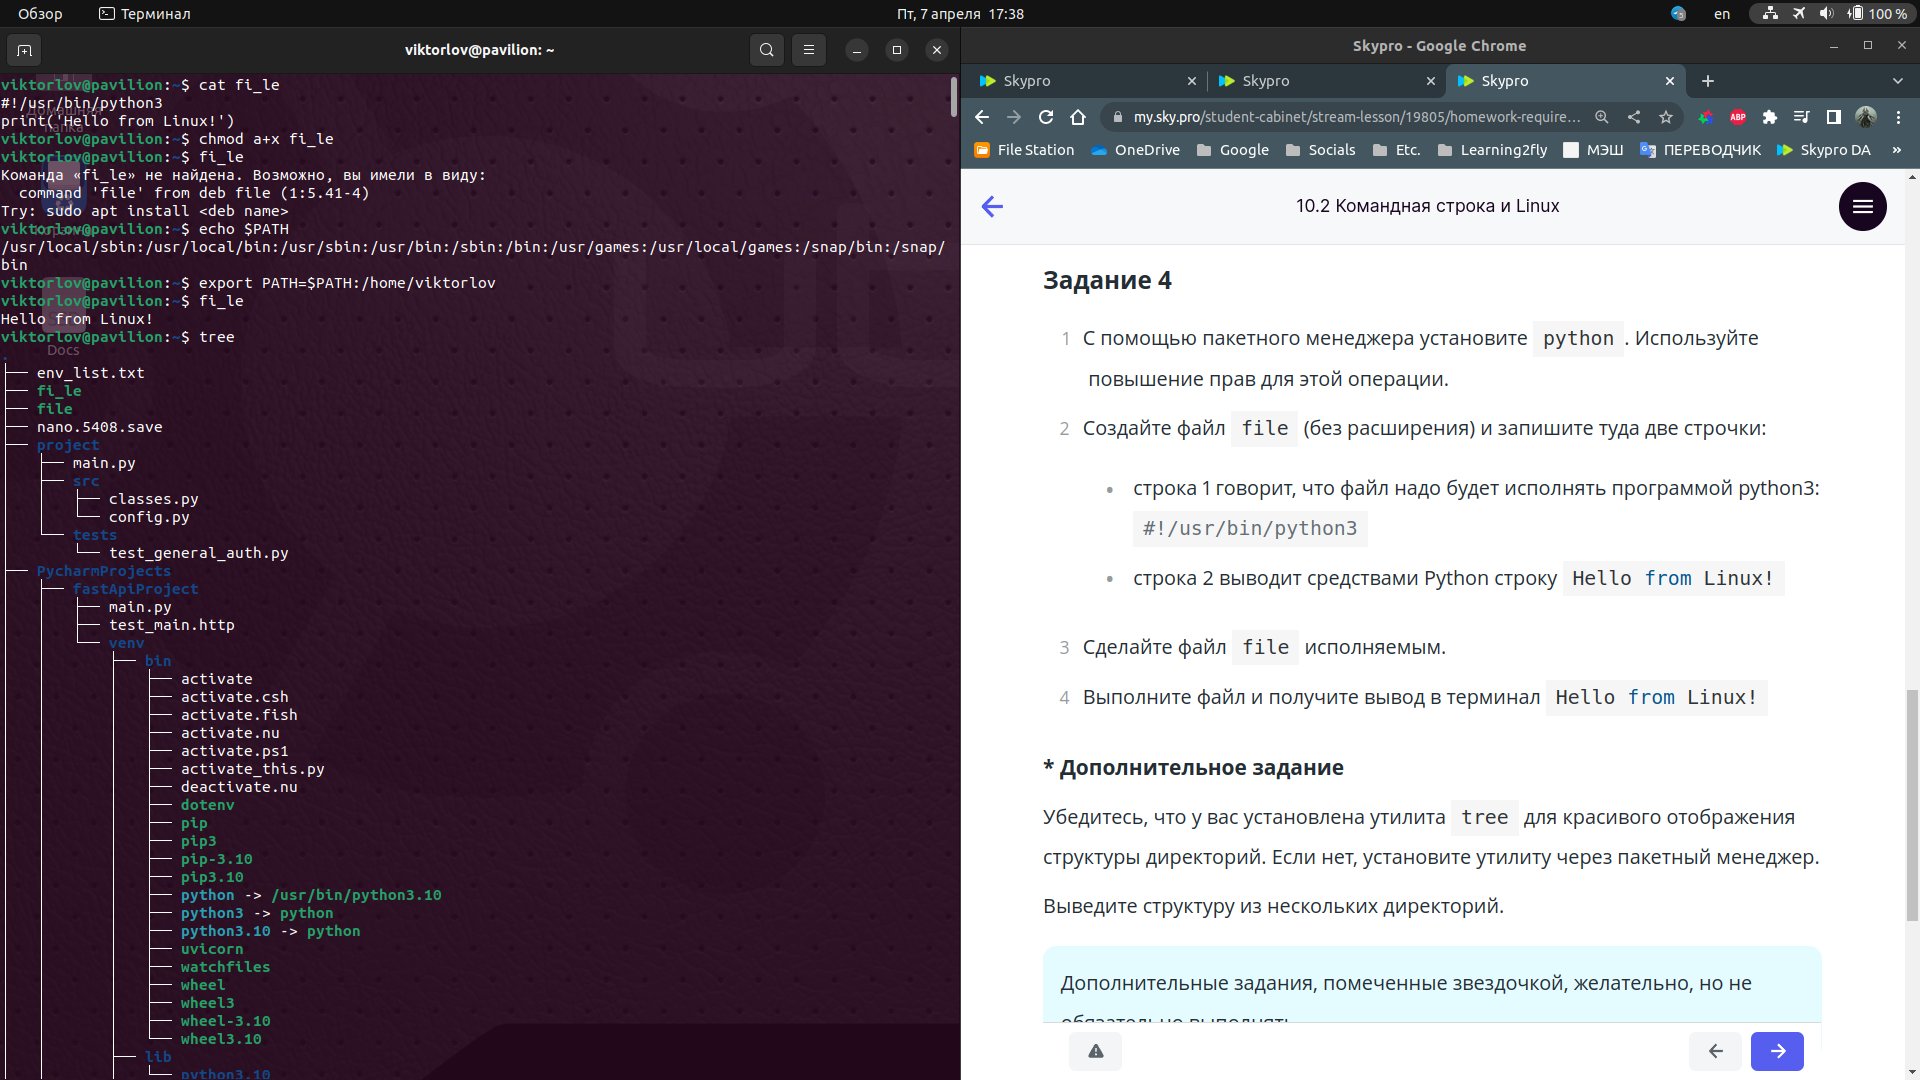 Обзор
Терминал
Пт, 7 апреля 17:38
en
100 %
viktorlov@pavilion: ~
viktorlov@pavilion:~$ cat fi_le
#!/usr/bin/python3
print('Hello from Linux!')
viktorlov@pavilion:~$ chmod a+x fi_le
viktorlov@pavilion:~$ fi_le
Команда «fi_le» не найдена. Возможно, вы имели в виду:
command 'file' from deb file (1:5.41-4)
Try: sudo apt install <deb name>
viktorlov@pavilion:~$ echo $PATH
/usr/local/sbin:/usr/local/bin:/usr/sbin:/usr/bin:/sbin:/bin:/usr/games:/usr/local/games:/snap/bin:/snap/
bin
viktorlov@pavilion:~$ export PATH=$PATH:/home/viktorlov
viktorlov@pavilion:~$ fi_le
Hello from Linux!
viktorlov@pavilion:~$ tree
Docs
.
├── env_list.txt
├── fi_le
├── file
├── nano.5408.save
├── project
│   ├── main.py
│   ├── src
│   │   ├── classes.py
│   │   └── config.py
│   └── tests
│       └── test_general_auth.py
├── PycharmProjects
│   ├── fastApiProject
│   │   ├── main.py
│   │   ├── test_main.http
│   │   └── venv
│   │       ├── bin
│   │       │   ├── activate
│   │       │   ├── activate.csh
│   │       │   ├── activate.fish
│   │       │   ├── activate.nu
│   │       │   ├── activate.ps1
│   │       │   ├── activate_this.py
│   │       │   ├── deactivate.nu
│   │       │   ├── dotenv
│   │       │   ├── pip
│   │       │   ├── pip3
│   │       │   ├── pip-3.10
│   │       │   ├── pip3.10
│   │       │   ├── python -> /usr/bin/python3.10
│   │       │   ├── python3 -> python
│   │       │   ├── python3.10 -> python
│   │       │   ├── uvicorn
│   │       │   ├── watchfiles
│   │       │   ├── wheel
│   │       │   ├── wheel3
│   │       │   ├── wheel-3.10
│   │       │   └── wheel3.10
│   │       ├── lib
│   │       │   └── python3.10
Skypro - Google Chrome
Skypro
Skypro
Skypro
my.sky.pro/student-cabinet/stream-lesson/19805/homework-require...
ABP
File Station
OneDrive
Google
Socials
Etc.
Learning2fly
МЭШ
ПЕРЕВОДЧИК
Skypro DA
»
10.2 Командная строка и Linux
Задание 4
1 С помощью пакетного менеджера установите python . Используйте
повышение прав для этой операции.
2 Создайте файл file (без расширения) и запишите туда две строчки:
• строка 1 говорит, что файл надо будет исполнять программой python3:
#!/usr/bin/python3
• строка 2 выводит средствами Python строку Hello from Linux!
3 Сделайте файл file исполняемым.
4 Выполните файл и получите вывод в терминал Hello from Linux!
* Дополнительное задание
Убедитесь, что у вас установлена утилита tree для красивого отображения
структуры директорий. Если нет, установите утилиту через пакетный менеджер.
Выведите структуру из нескольких директорий.
Дополнительные задания, помеченные звездочкой, желательно, но не
обязательно выполнять